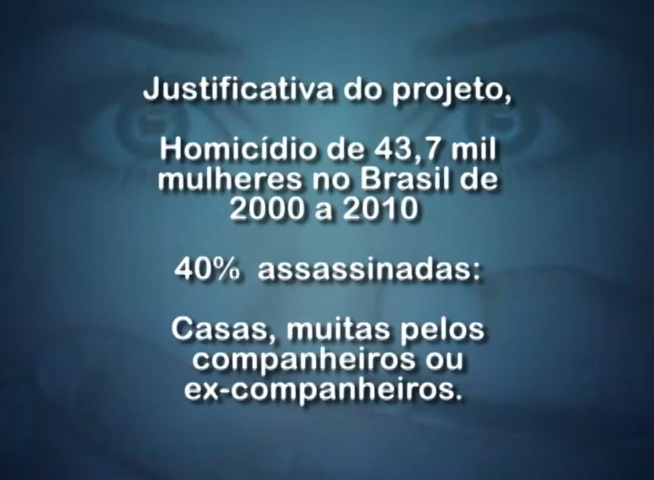 Justificativa do projeto,
Homicídio de 43,7 mil
mulheres no Brasil de
2000 a 2010
40% assassinadas:
Casas, muitas pelos
companheiros ou
ex-companheiros.